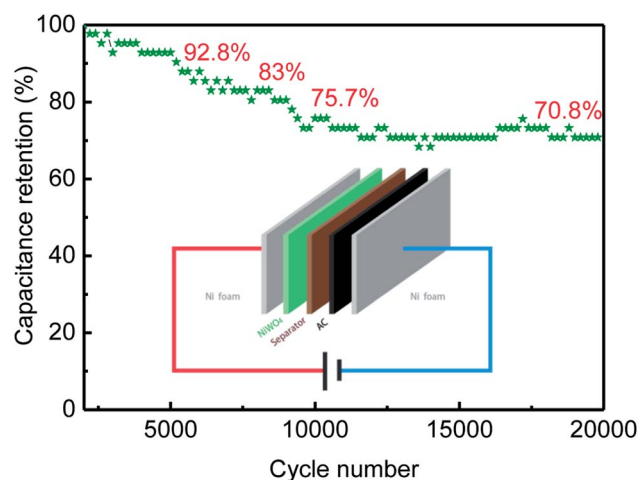 Capacitance retention (%)
100
80
60
40
20
0
92.8%
83%
75.7%
70.8%
Ni foam
NiWO₄
Separator
AC
Ni foam
5000
10000
15000
20000
Cycle number